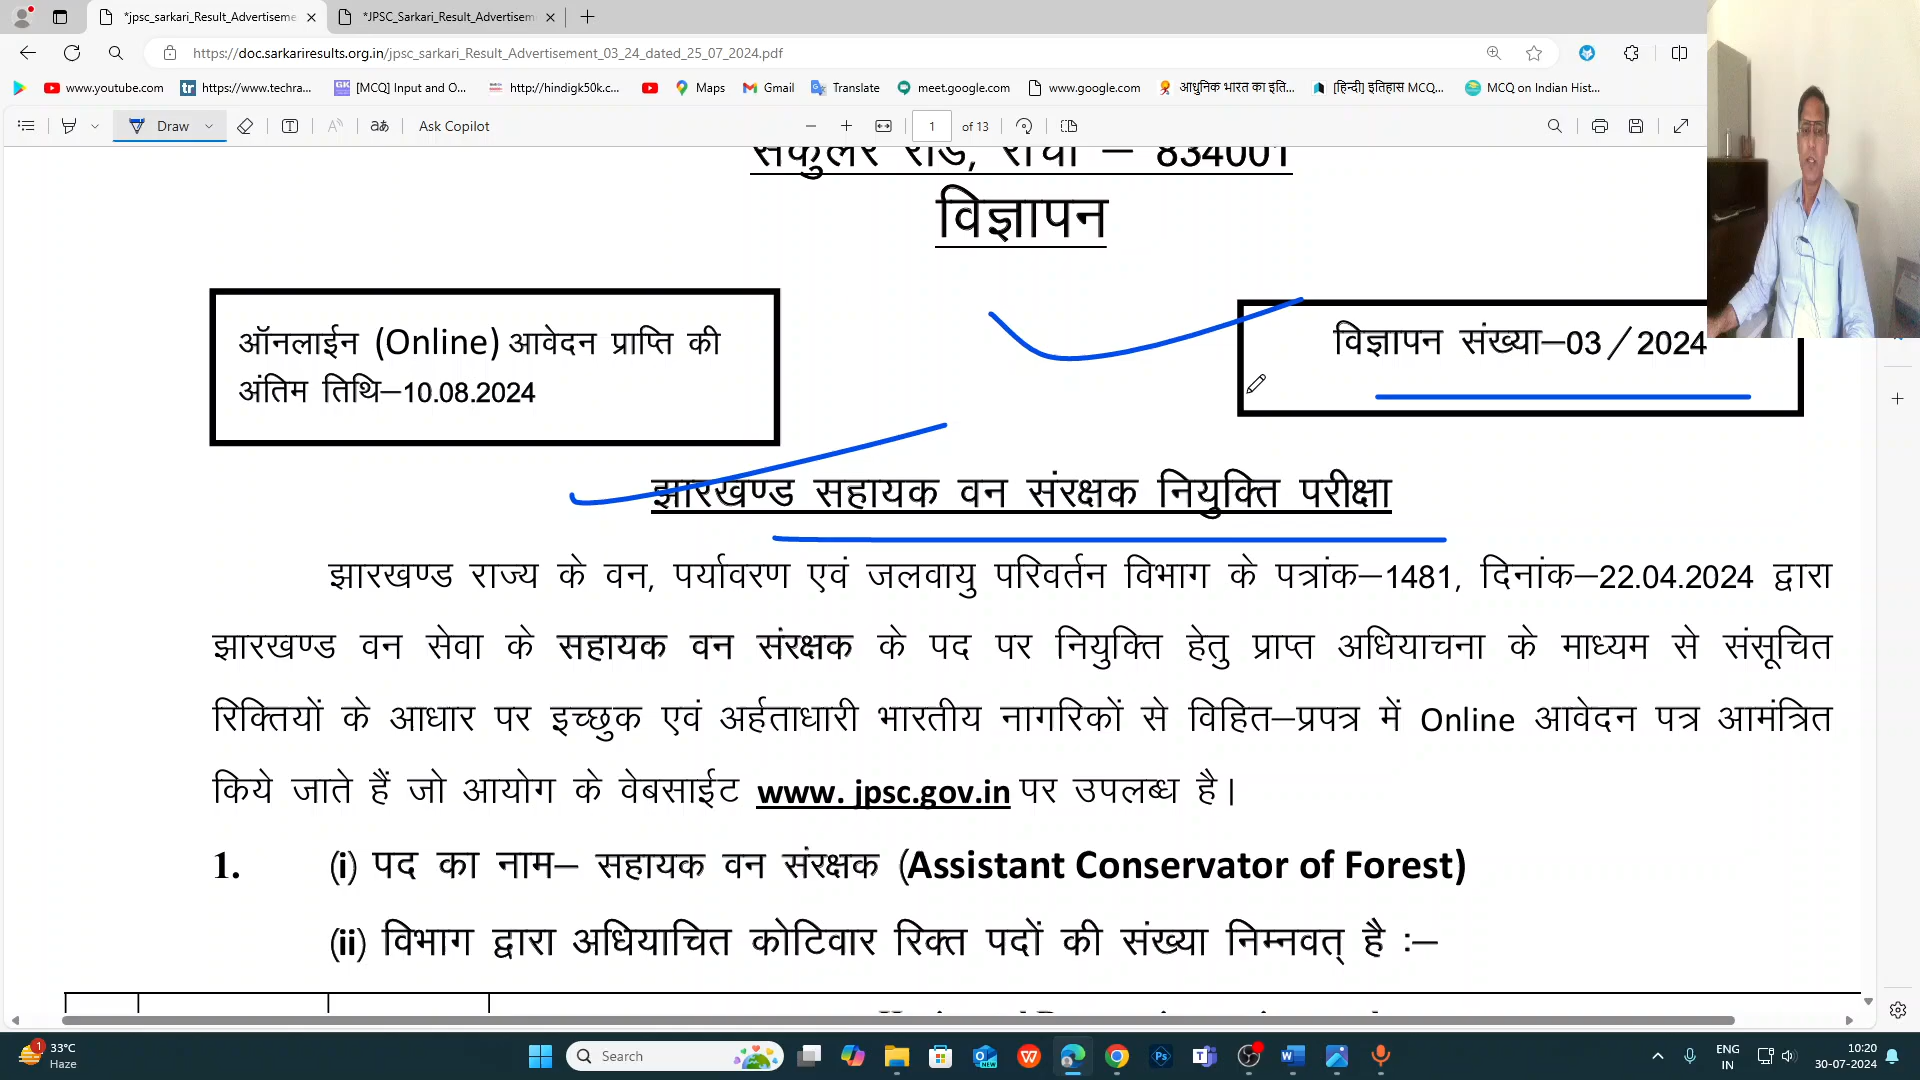 *jpsc_sarkari_Result_Advertiseme
*JPSC_Sarkari_Result_Advertisem
https://doc.sarkariresults.org.in/jpsc_sarkari_Result_Advertisement_03_24_dated_25_07_2024.pdf
www.youtube.com
https://www.techra...
[MCQ] Input and O...
http://hindigk50k.c...
Maps
Gmail
Translate
meet.google.com
www.google.com
आधुनिक भारत का इति...
[हिन्दी] इतिहास MCQ...
MCQ on Indian Hist...
Draw
aあ
Ask Copilot
1 of 13
सर्कुलर रोड, राँची – 834001
विज्ञापन
ऑनलाईन (Online) आवेदन प्राप्ति की
अंतिम तिथि–10.08.2024
विज्ञापन संख्या–03/2024
झारखण्ड सहायक वन संरक्षक नियुक्ति परीक्षा
झारखण्ड राज्य के वन, पर्यावरण एवं जलवायु परिवर्तन विभाग के पत्रांक–1481, दिनांक–22.04.2024 द्वारा
झारखण्ड वन सेवा के सहायक वन संरक्षक के पद पर नियुक्ति हेतु प्राप्त अधियाचना के माध्यम से संसूचित
रिक्तियों के आधार पर इच्छुक एवं अर्हताधारी भारतीय नागरिकों से विहित–प्रपत्र में Online आवेदन पत्र आमंत्रित
किये जाते हैं जो आयोग के वेबसाईट www. jpsc.gov.in पर उपलब्ध है।
1. (i) पद का नाम– सहायक वन संरक्षक (Assistant Conservator of Forest)
(ii) विभाग द्वारा अधियाचित कोटिवार रिक्त पदों की संख्या निम्नवत् है :–
1
33°C
Haze
Search
ENG
IN
10:20
30-07-2024